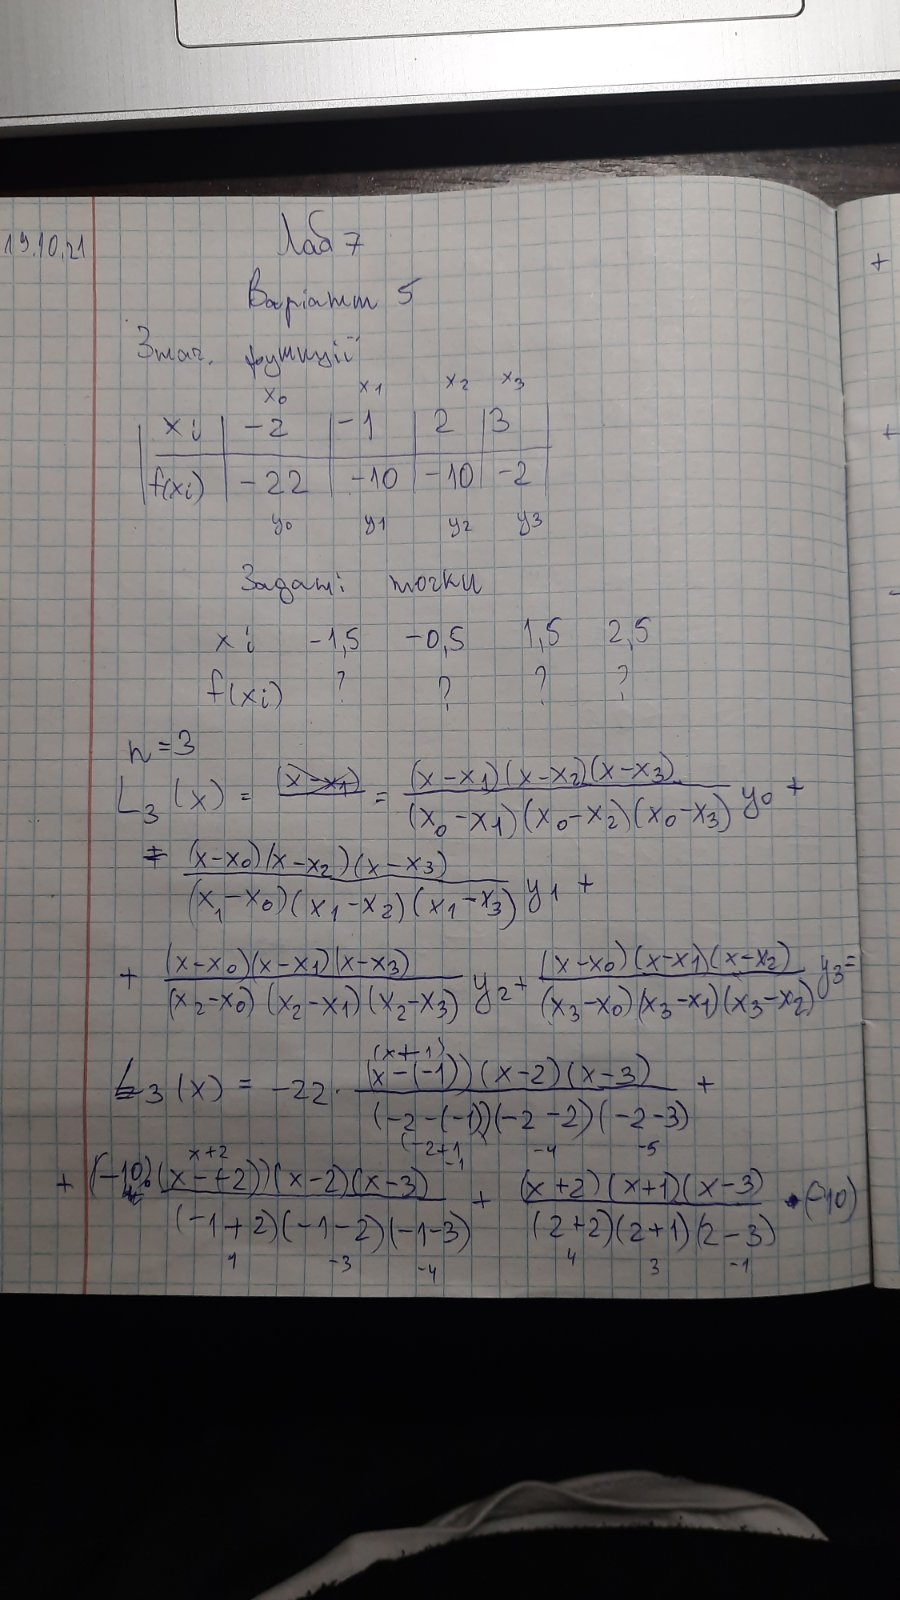 19.10.21
Лаб 7
Варіант 5
Знач. функції
x₀ x₁ x₂ x₃
xi -2 -1 2 3
f(xi) -22 -10 -10 -2
y₀ y₁ y₂ y₃
Задані точки
xi -1,5 -0,5 1,5 2,5
f(xi) ? ? ? ?
n = 3
L₃(x) = = (x-x₁)(x-x₂)(x-x₃) / (x₀-x₁)(x₀-x₂)(x₀-x₃) y₀ +
+ (x-x₀)(x-x₂)(x-x₃) / (x₁-x₀)(x₁-x₂)(x₁-x₃) y₁ +
+ (x-x₀)(x-x₁)(x-x₃) / (x₂-x₀)(x₂-x₁)(x₂-x₃) y₂ + (x-x₀)(x-x₁)(x-x₂) / (x₃-x₀)(x₃-x₁)(x₃-x₂) y₃ =
(x+1)
L₃(x) = -22 · (x-(-1))(x-2)(x-3) / (-2-(-1))(-2-2)(-2-3) +
(-2+1) -1 -4 -5
x+2
+ (-10) (x-(-2))(x-2)(x-3) / (-1+2)(-1-2)(-1-3) + (x+2)(x+1)(x-3) / (2+2)(2+1)(2-3) · (-10)
1 -3 -4 4 3 -1
+
+
-